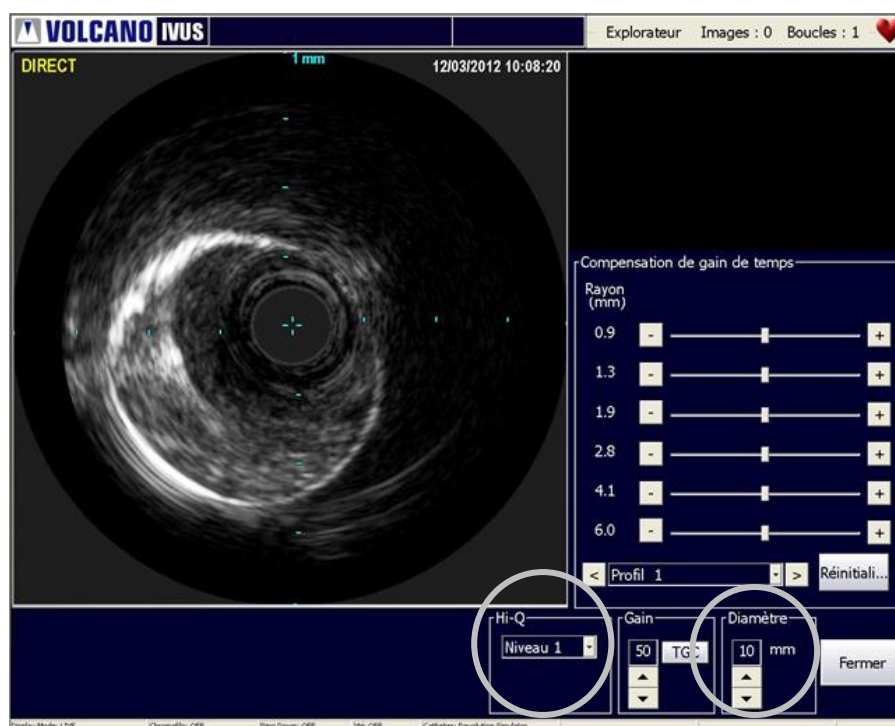 VOLCANO IVUS
Explorateur Images : 0 Boucles : 1
DIRECT
1 mm
12/03/2012 10:08:20
Compensation de gain de temps
Rayon
(mm)
0.9 - +
1.3 - +
1.9 - +
2.8 - +
4.1 - +
6.0 - +
< Profil 1 > Réinitiali...
Hi-Q
Gain
Diamètre
Niveau 1
50 TGC
10 mm
Fermer